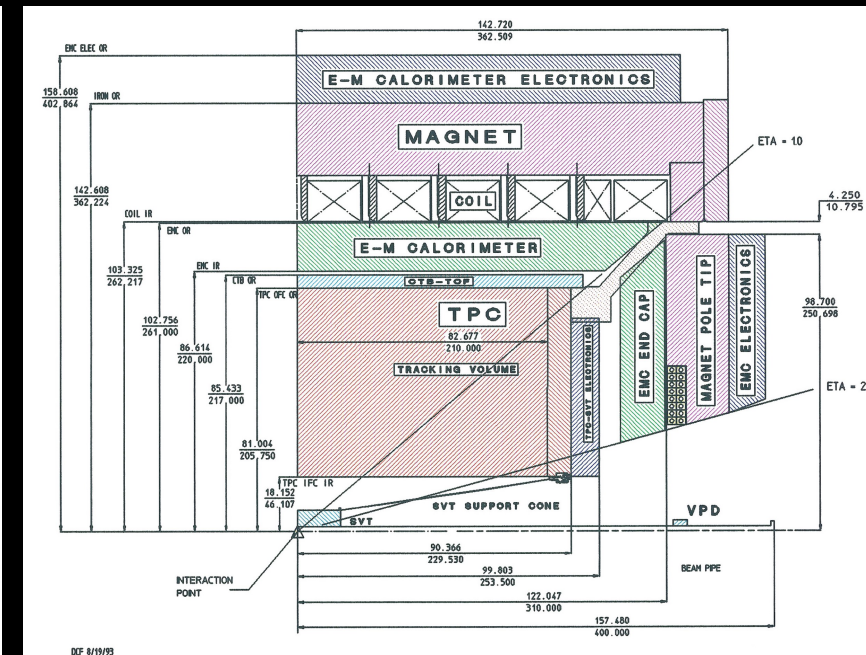 142.720
362.509
EMC ELEC OR
E-M CALORIMETER ELECTRONICS
158.608
402.864
IRON OR
MAGNET
ETA = 1.0
142.608
362.224
COIL
4.250
10.795
COIL IR
EMC OR
E-M CALORIMETER
103.325
262.217
EMC IR
CTB OR
CTB-TOF
TPC OFC OR
TPC
102.756
261.000
82.677
210.000
98.700
250.698
86.614
220.000
TRACKING VOLUME
TPC-SVT ELECTRONICS
EMC END CAP
MAGNET POLE TIP
EMC ELECTRONICS
85.433
217.000
ETA = 2
81.004
205.750
TPC IFC IR
18.152
46.107
SVT SUPPORT CONE
SVT
VPD
90.366
229.530
BEAM PIPE
99.803
253.500
INTERACTION
POINT
122.047
310.000
157.480
400.000
DCF 8/19/93